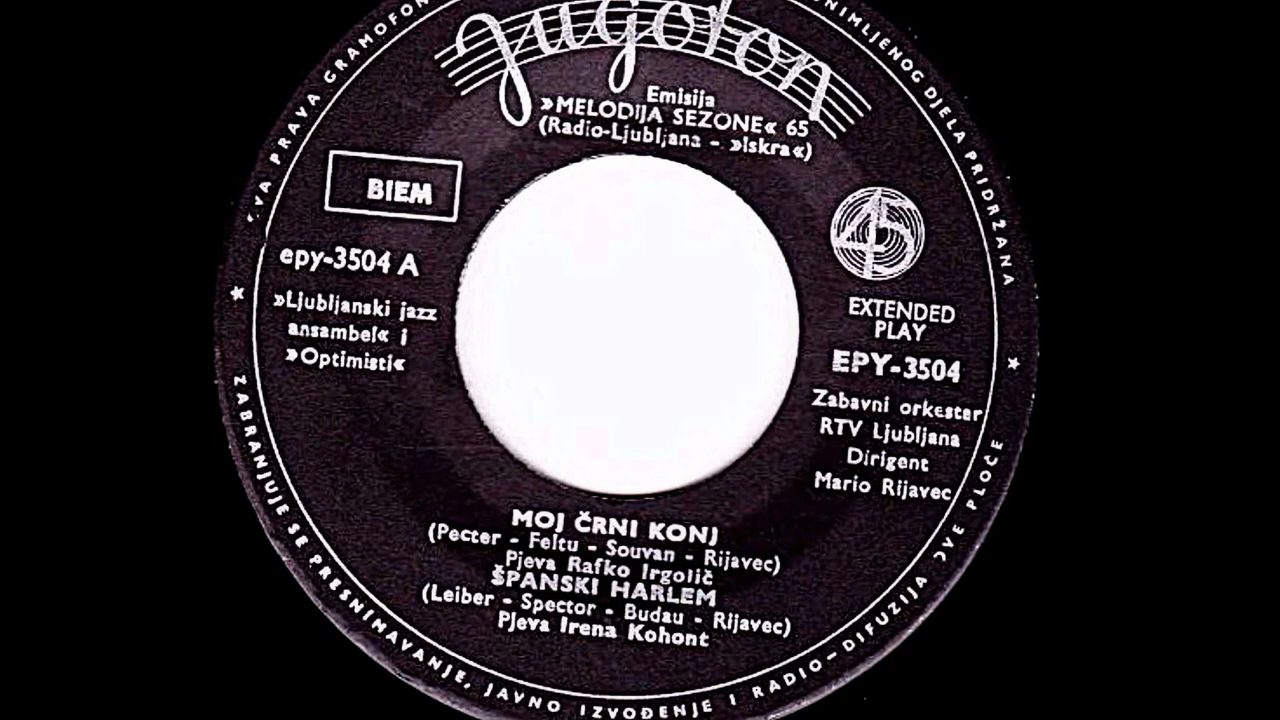 jugoton
Emisija
»MELODIJA SEZONE« 65
(Radio-Ljubljana - »Iskra«)
BIEM
45
epy-3504 A
»Ljubljanski jazz
ansambel« i
»Optimisti«
EXTENDED
PLAY
EPY-3504
Zabavni orkester
RTV Ljubljana
Dirigent
Mario Rijavec
MOJ ČRNI KONJ
(Pecter - Feltu - Souvan - Rijavec)
Pjeva Rafko Irgolič
ŠPANSKI HARLEM
(Leiber - Spector - Budau - Rijavec)
Pjeva Irena Kohont
PRAVA GRAMOFON
DJELA PRIDRŽANA
ZABRANJUJE SE PRESNIMAVANJE, JAVNO IZVOĐENJE I RADIO-DIFUZIJA OVE PLOČE